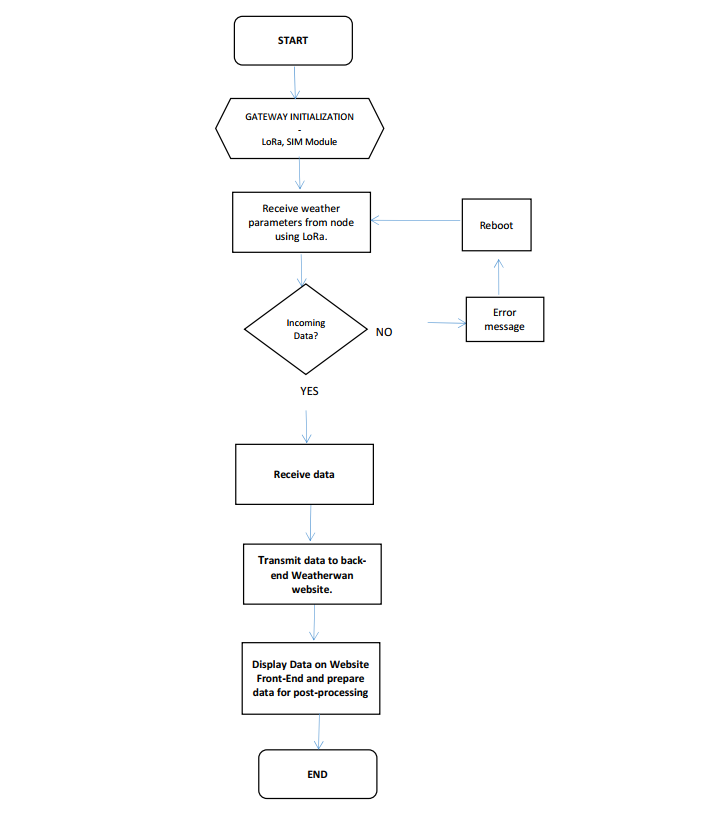 START
GATEWAY INITIALIZATION
-
LoRa, SIM Module
Receive weather
parameters from node
using LoRa.
Reboot
Error
message
Incoming
Data?
NO
YES
Receive data
Transmit data to back-
end Weatherwan
website.
Display Data on Website
Front-End and prepare
data for post-processing
END